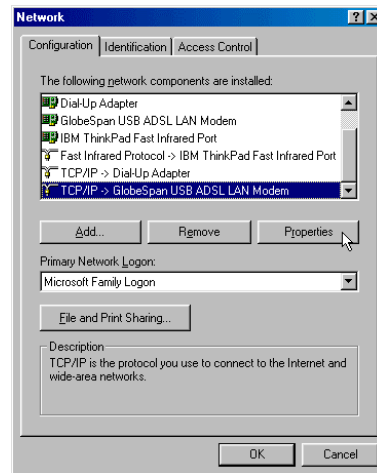 Network
Configuration Identification Access Control
The following network components are installed:
Dial-Up Adapter
GlobeSpan USB ADSL LAN Modem
IBM ThinkPad Fast Infrared Port
Fast Infrared Protocol -> IBM ThinkPad Fast Infrared Port
TCP/IP -> Dial-Up Adapter
TCP/IP -> GlobeSpan USB ADSL LAN Modem
Add... Remove Properties
Primary Network Logon:
Microsoft Family Logon
File and Print Sharing...
Description
TCP/IP is the protocol you use to connect to the Internet and
wide-area networks.
OK Cancel